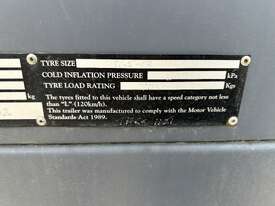 TYRE SIZE
COLD INFLATION PRESSURE kPa
TYRE LOAD RATING Kgs
kg
The tyres fitted to this vehicle shall have a speed category not
less than "L" (120km/h).
This trailer was manufactured to comply with the Motor Vehicle
Standards Act 1989.